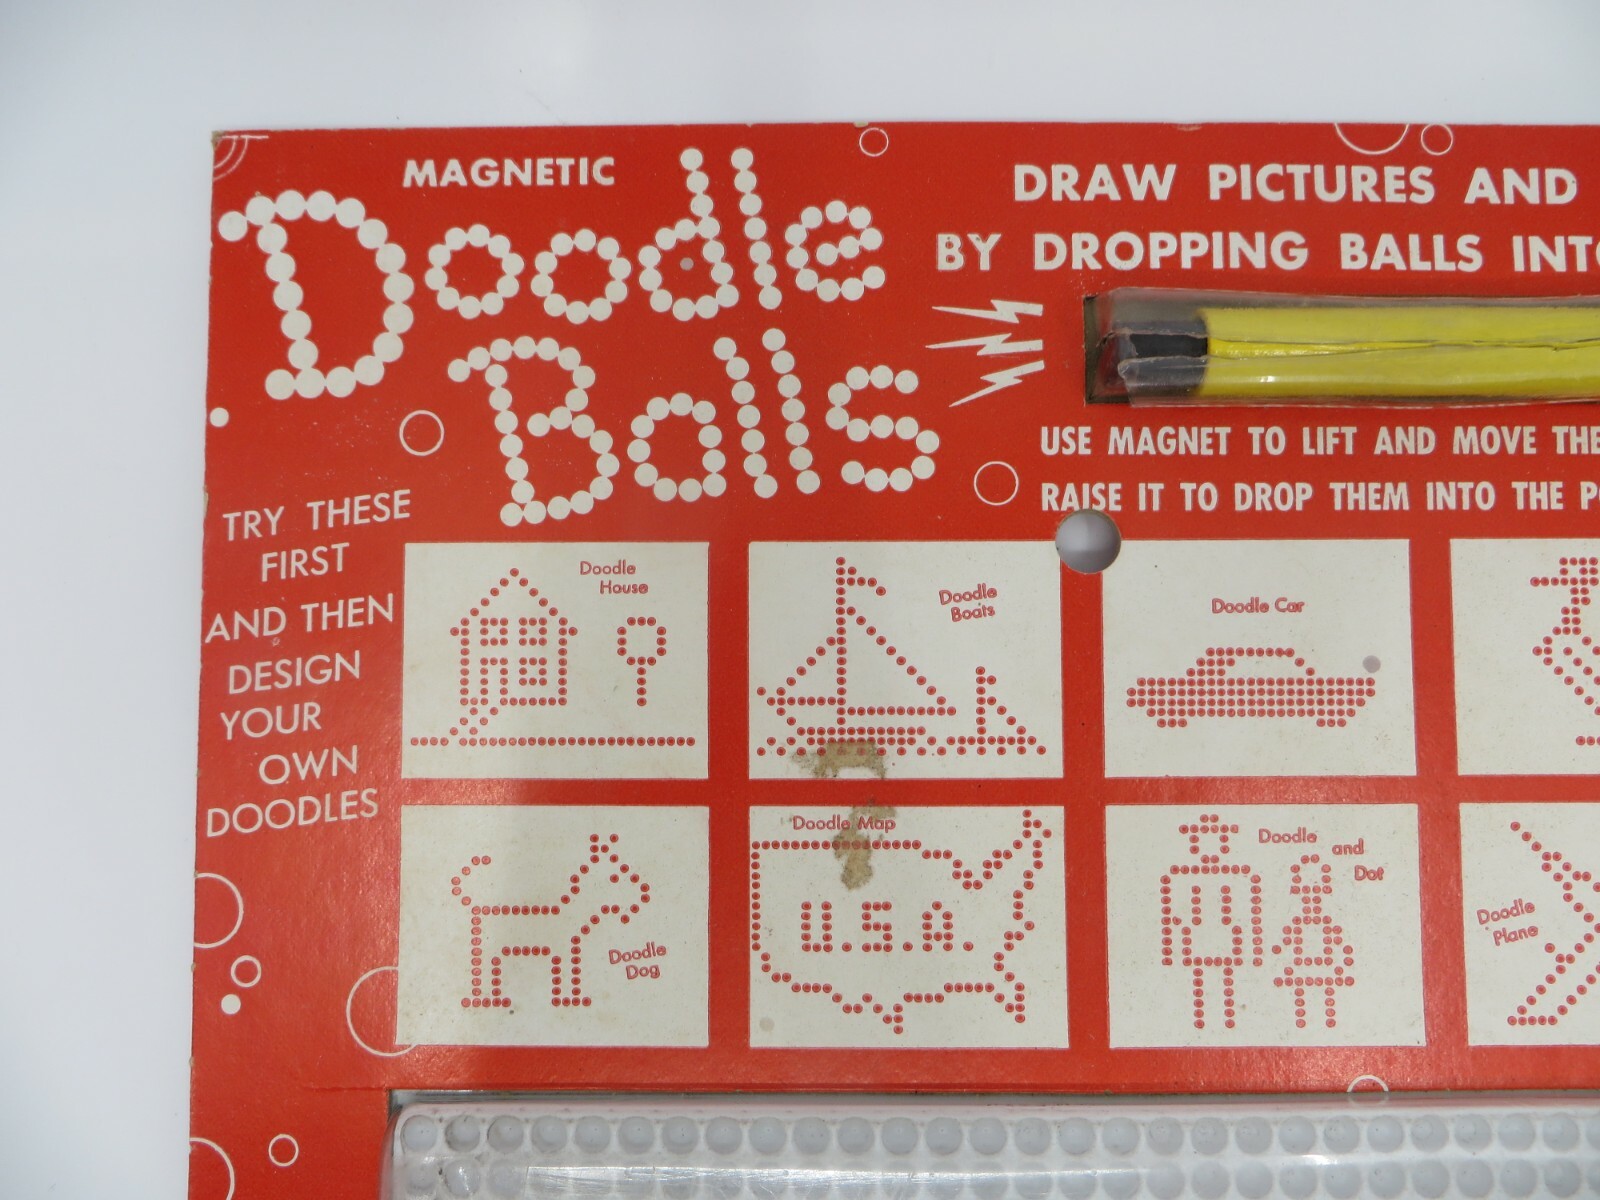 MAGNETIC
Doodle
Balls
DRAW PICTURES AND
BY DROPPING BALLS INTO
USE MAGNET TO LIFT AND MOVE THE
RAISE IT TO DROP THEM INTO THE
TRY THESE
FIRST
AND THEN
DESIGN
YOUR
OWN
DOODLES
Doodle
House
Doodle
Boats
Doodle Car
Doodle
Dog
Doodle Map
U.S.A.
Doodle and
Dot
Doodle
Plane